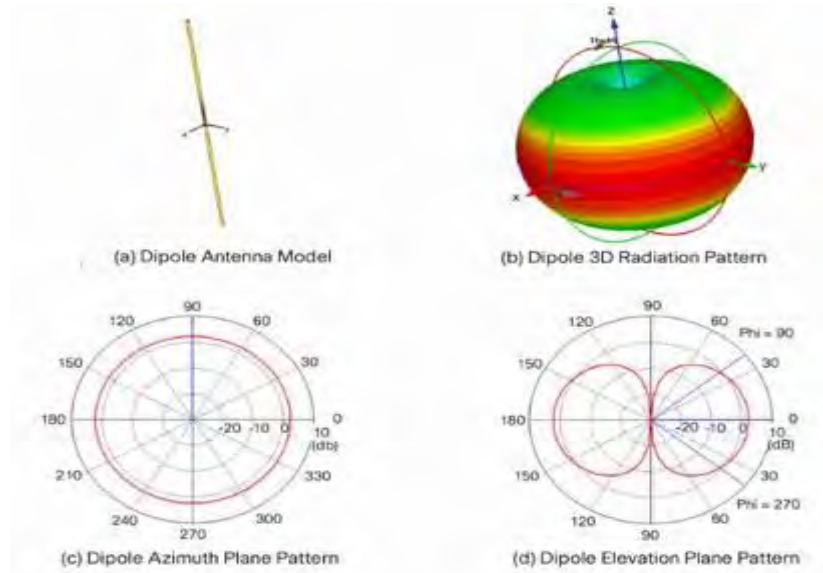 Z
Theta
Y
X
(a) Dipole Antenna Model
(b) Dipole 3D Radiation Pattern
90
120
60
150
30
180
-20
-10
0
10
0
(db)
210
330
240
300
270
(c) Dipole Azimuth Plane Pattern
90
120
60
Phi = 90
150
30
180
-20
-10
0
10
0
(dB)
150
30
120
60
Phi = 270
90
(d) Dipole Elevation Plane Pattern